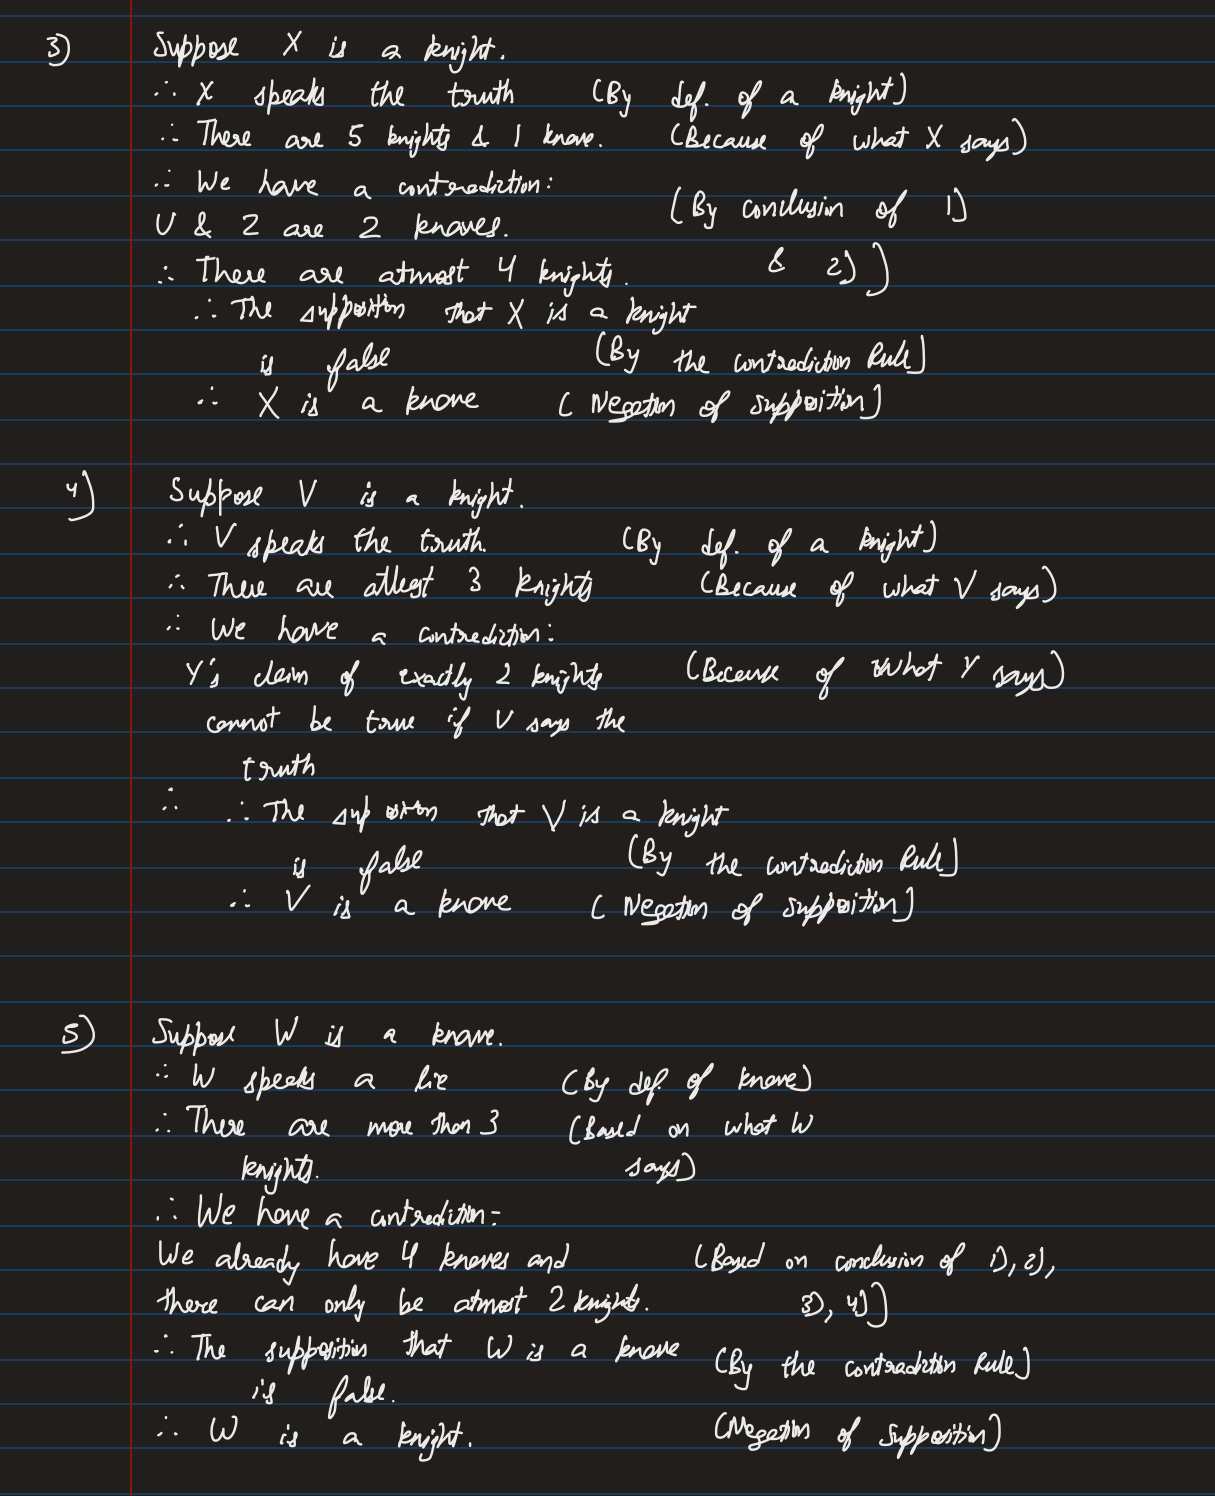 3) Suppose X is a knight.
∴ X speaks the truth (By def. of a knight)
∴ There are 5 knights & 1 knave. (Because of what X says)
∴ We have a contradiction:
U & Z are 2 knaves. (By conclusion of 1)
& 2))
∴ There are atmost 4 knights.
∴ The supposition that X is a knight
is false (By the contradiction Rule)
∴ X is a knave (Negation of supposition)
4) Suppose V is a knight.
∴ V speaks the truth. (By def. of a knight)
∴ There are atleast 3 knights (Because of what V says)
∴ We have a contradiction:
Y's claim of exactly 2 knights (Because of what Y says)
cannot be true if V says the
truth
∴ ∴ The supposition that V is a knight
is false (By the contradiction Rule)
∴ V is a knave (Negation of supposition)
5) Suppose W is a knave.
∴ W speaks a lie (By def. of knave)
∴ There are more than 3 (Based on what W
knights. says)
∴ We have a contradiction:
We already have 4 knaves and (Based on conclusion of 1), 2),
there can only be atmost 2 knights. 3), 4))
∴ The supposition that W is a knave (By the contradiction Rule)
is false.
∴ W is a knight. (Negation of supposition)